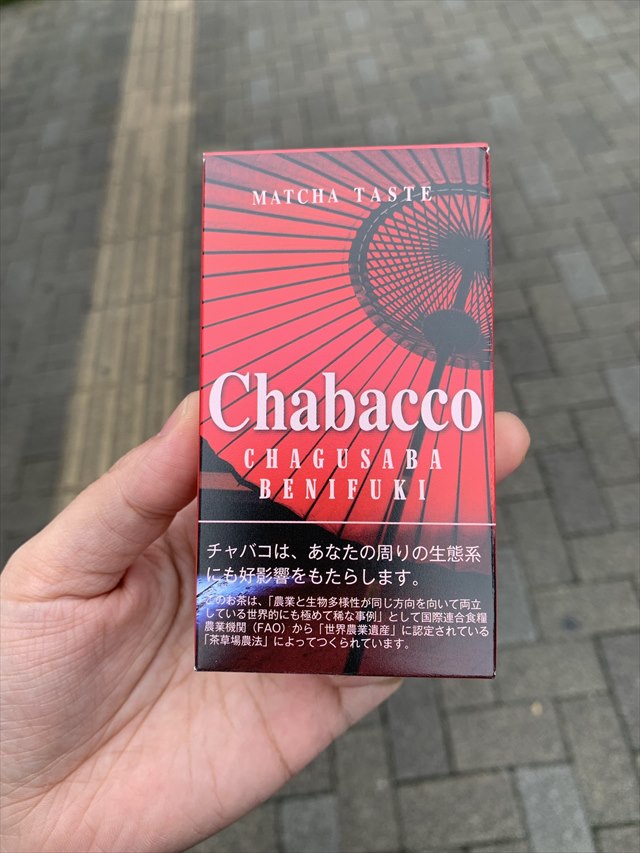 MATCHA TASTE
Chabacco
CHAGUSABA
BENIFUKI
チャバコは、あなたの周りの生態系
にも好影響をもたらします。
このお茶は、「農業と生物多様性が同じ方向を向いて両立
している世界的にも極めて稀な事例」として国際連合食糧
農業機関（FAO）から「世界農業遺産」に認定されている
「茶草場農法」によってつくられています。